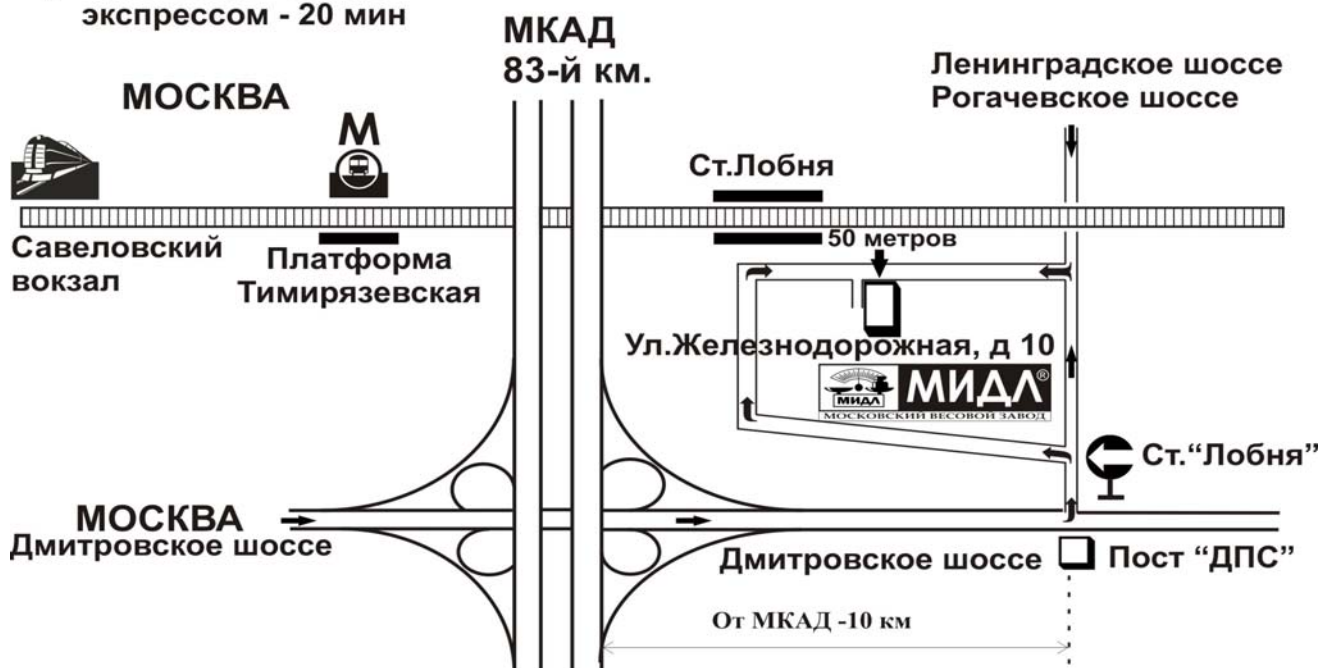 экспрессом - 20 мин
МКАД
83-й км.
Ленинградское шоссе
Рогачевское шоссе
МОСКВА
М
Ст.Лобня
Савеловский
вокзал
Платформа
Тимирязевская
50 метров
Ул.Железнодорожная, д 10
МИДЛ
МИДЛ®
МОСКОВСКИЙ ВЕСОВОЙ ЗАВОД
Ст.“Лобня”
МОСКВА
Дмитровское шоссе
Дмитровское шоссе
Пост “ДПС”
От МКАД -10 км